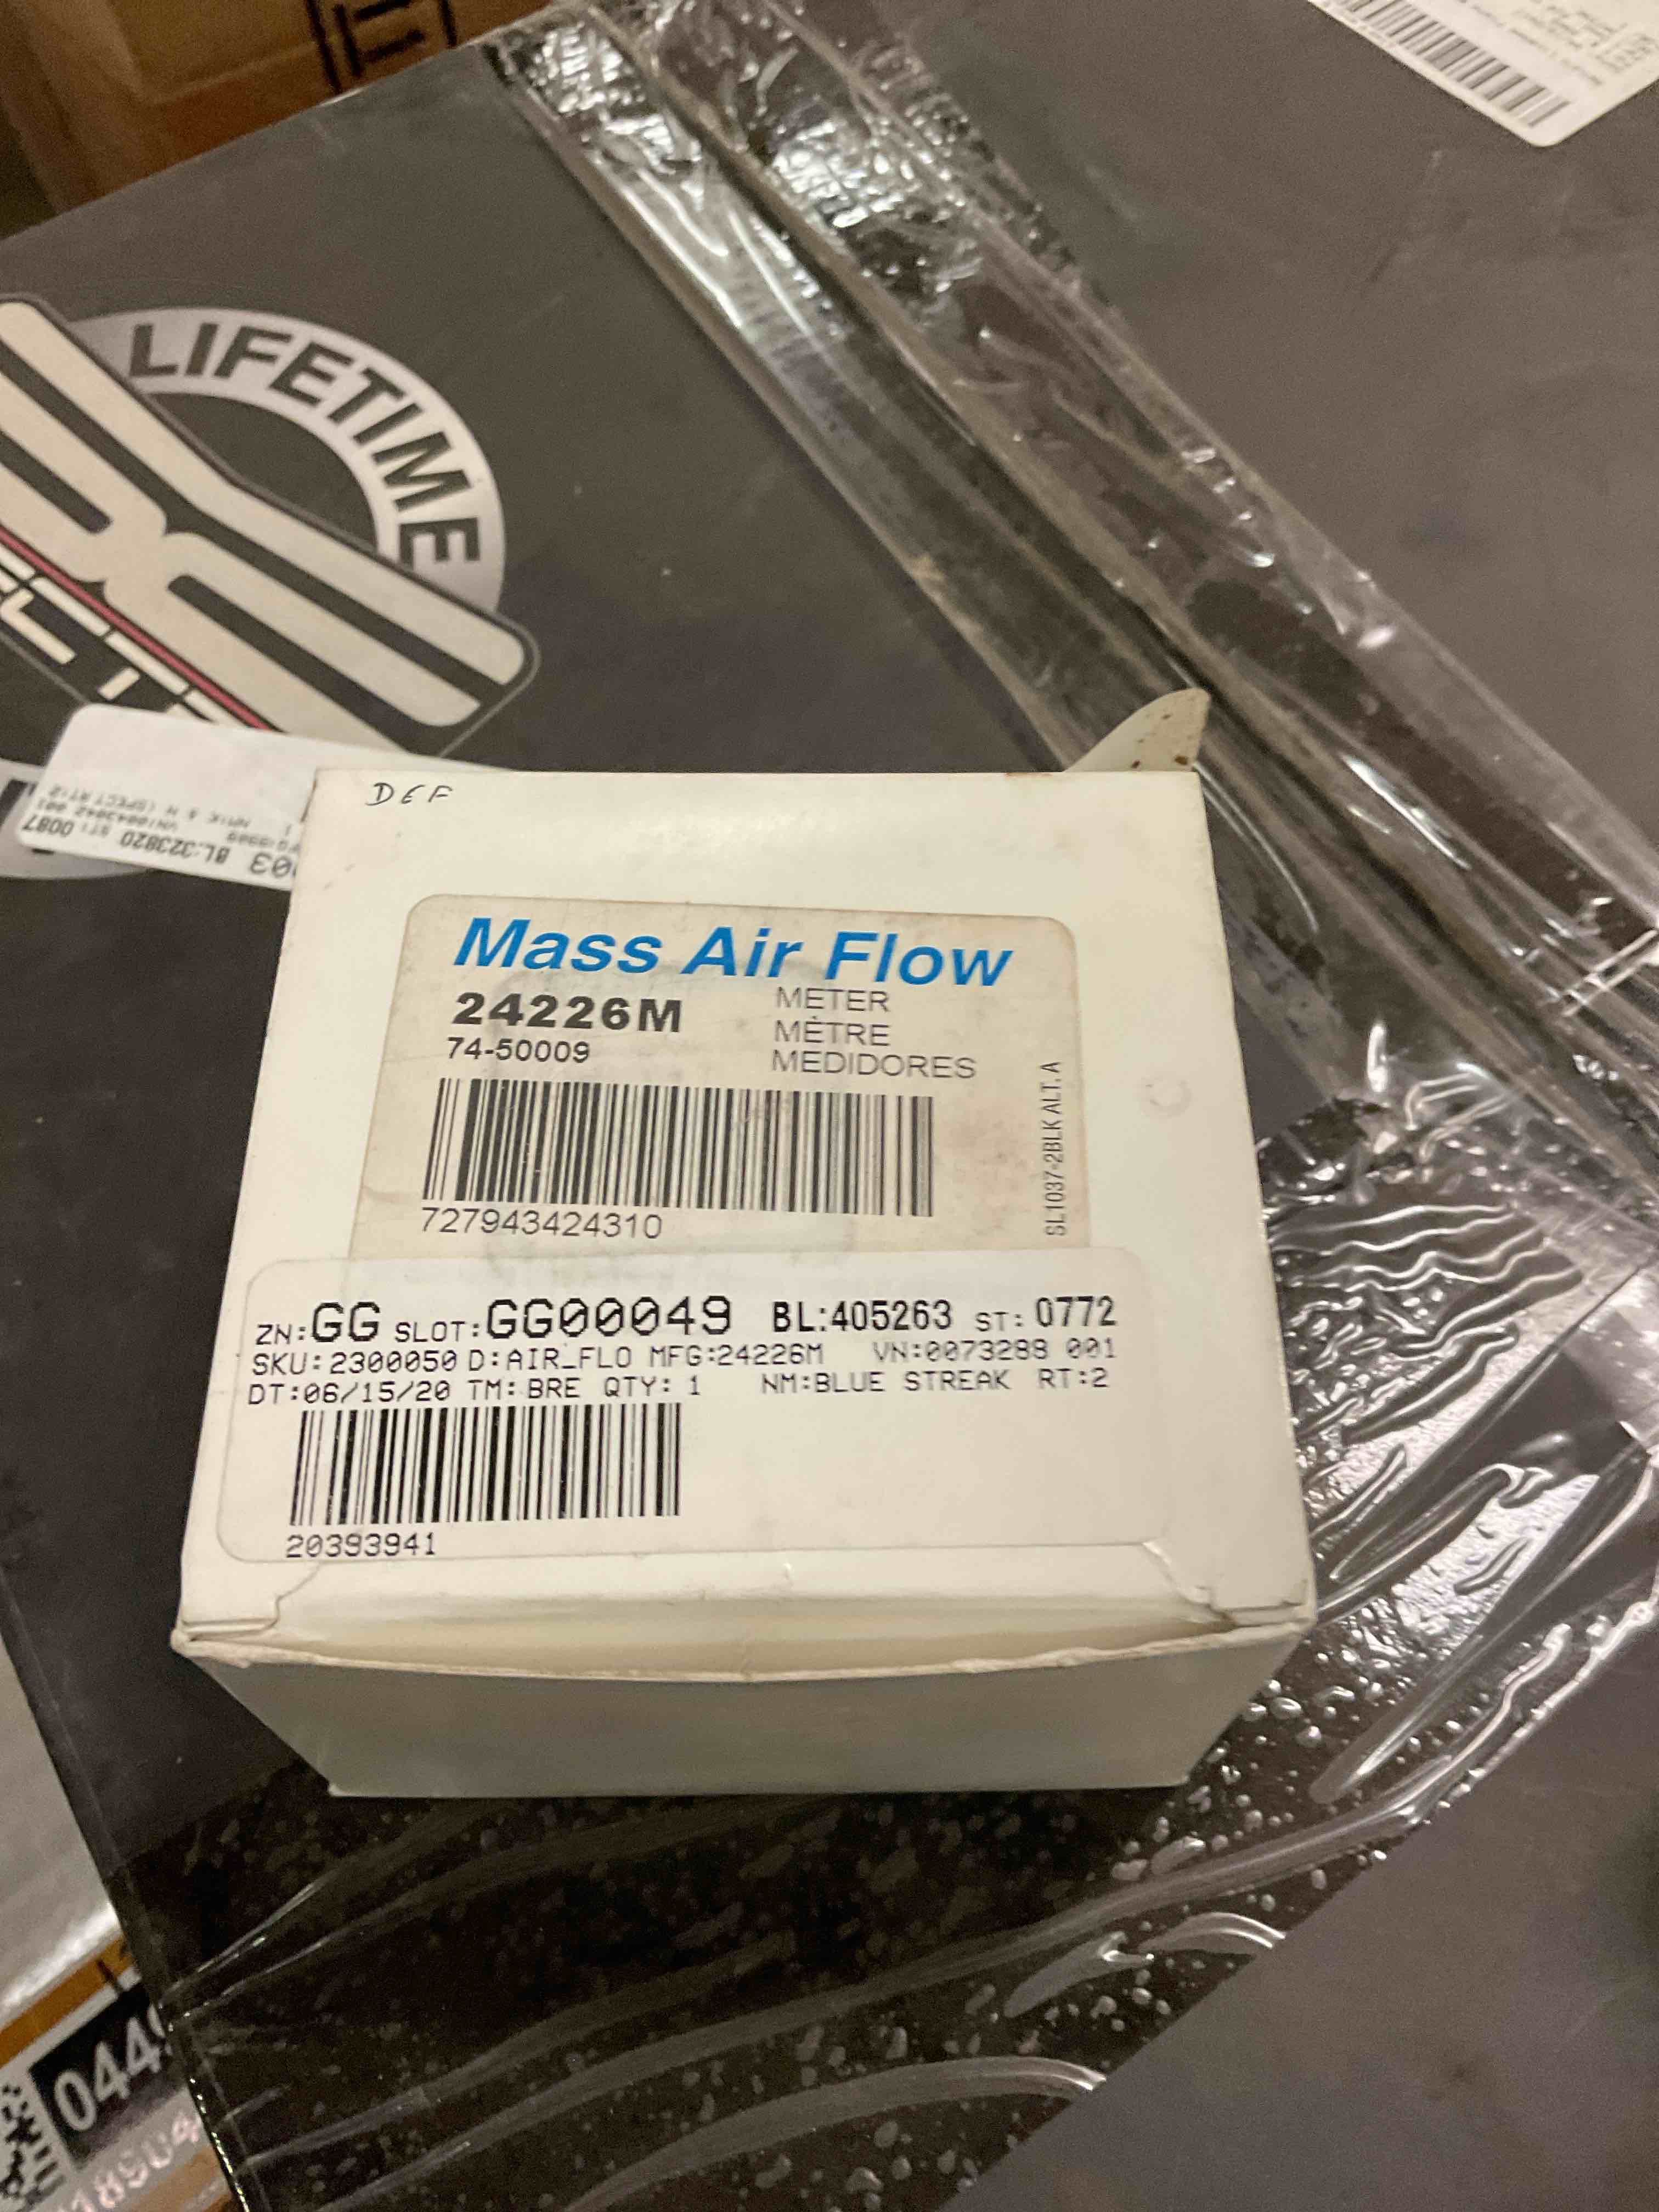 LIFETIME
BL:323820 ST: 0087
DEF
Mass Air Flow
24226M
74-50009
METER
MÈTRE
MEDIDORES
SL1037-2BLK ALT. A
727943424310
ZN:GG SLOT:GG00049 BL:405263 ST: 0772
SKU:2300050 D:AIR_FLO MFG:24226M VN:0073288 001
DT:06/15/20 TM: BRE QTY: 1 NM:BLUE STREAK RT:2
20393941